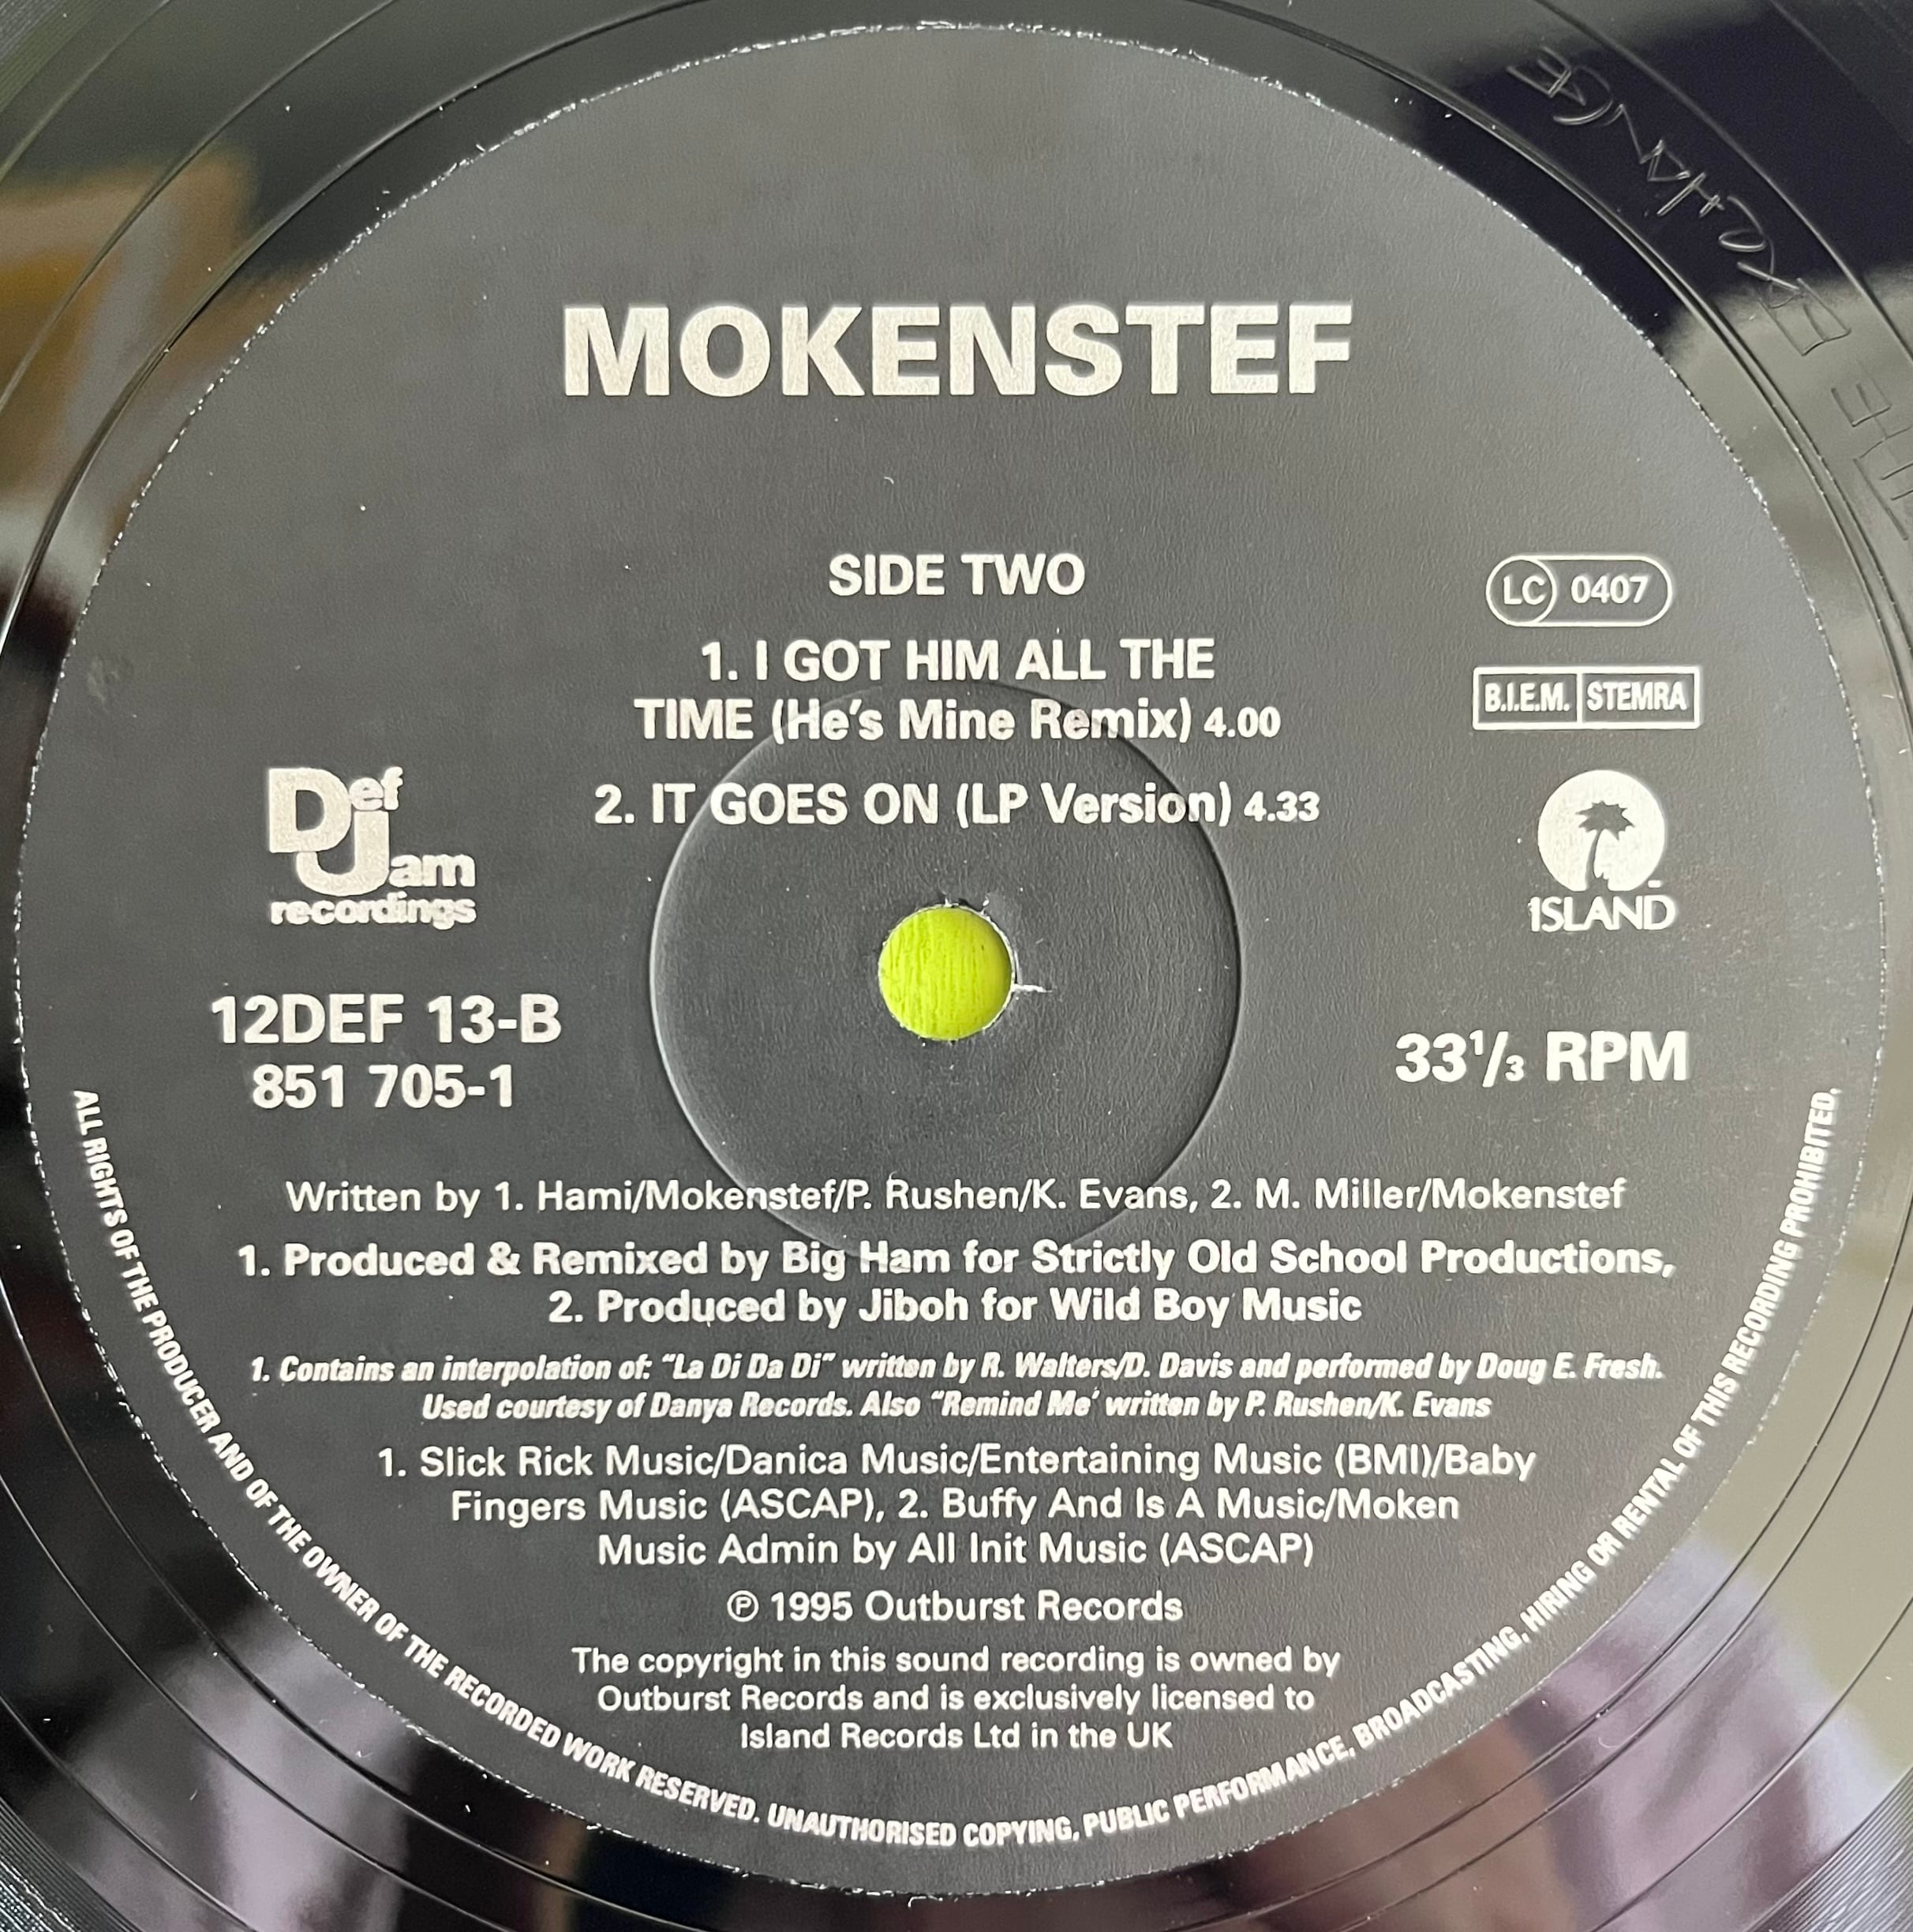 MOKENSTEF
SIDE TWO
1. I GOT HIM ALL THE
TIME (He's Mine Remix) 4.00
2. IT GOES ON (LP Version) 4.33
LC 0407
B.I.E.M. STEMRA
Def
Jam
recordings
ISLAND
12DEF 13-B
851 705-1
33 1/3 RPM
Written by 1. Hami/Mokenstef/P. Rushen/K. Evans, 2. M. Miller/Mokenstef
1. Produced & Remixed by Big Ham for Strictly Old School Productions,
2. Produced by Jiboh for Wild Boy Music
1. Contains an interpolation of: “La Di Da Di” written by R. Walters/D. Davis and performed by Doug E. Fresh.
Used courtesy of Danya Records. Also “Remind Me’ written by P. Rushen/K. Evans
1. Slick Rick Music/Danica Music/Entertaining Music (BMI)/Baby
Fingers Music (ASCAP), 2. Buffy And Is A Music/Moken
Music Admin by All Init Music (ASCAP)
℗ 1995 Outburst Records
The copyright in this sound recording is owned by
Outburst Records and is exclusively licensed to
Island Records Ltd in the UK
ALL RIGHTS OF THE PRODUCER AND OF THE OWNER OF THE RECORDED WORK RESERVED. UNAUTHORISED COPYING, PUBLIC PERFORMANCE, BROADCASTING, HIRING OR RENTAL OF THIS RECORDING PROHIBITED.
THE EXCHANGE